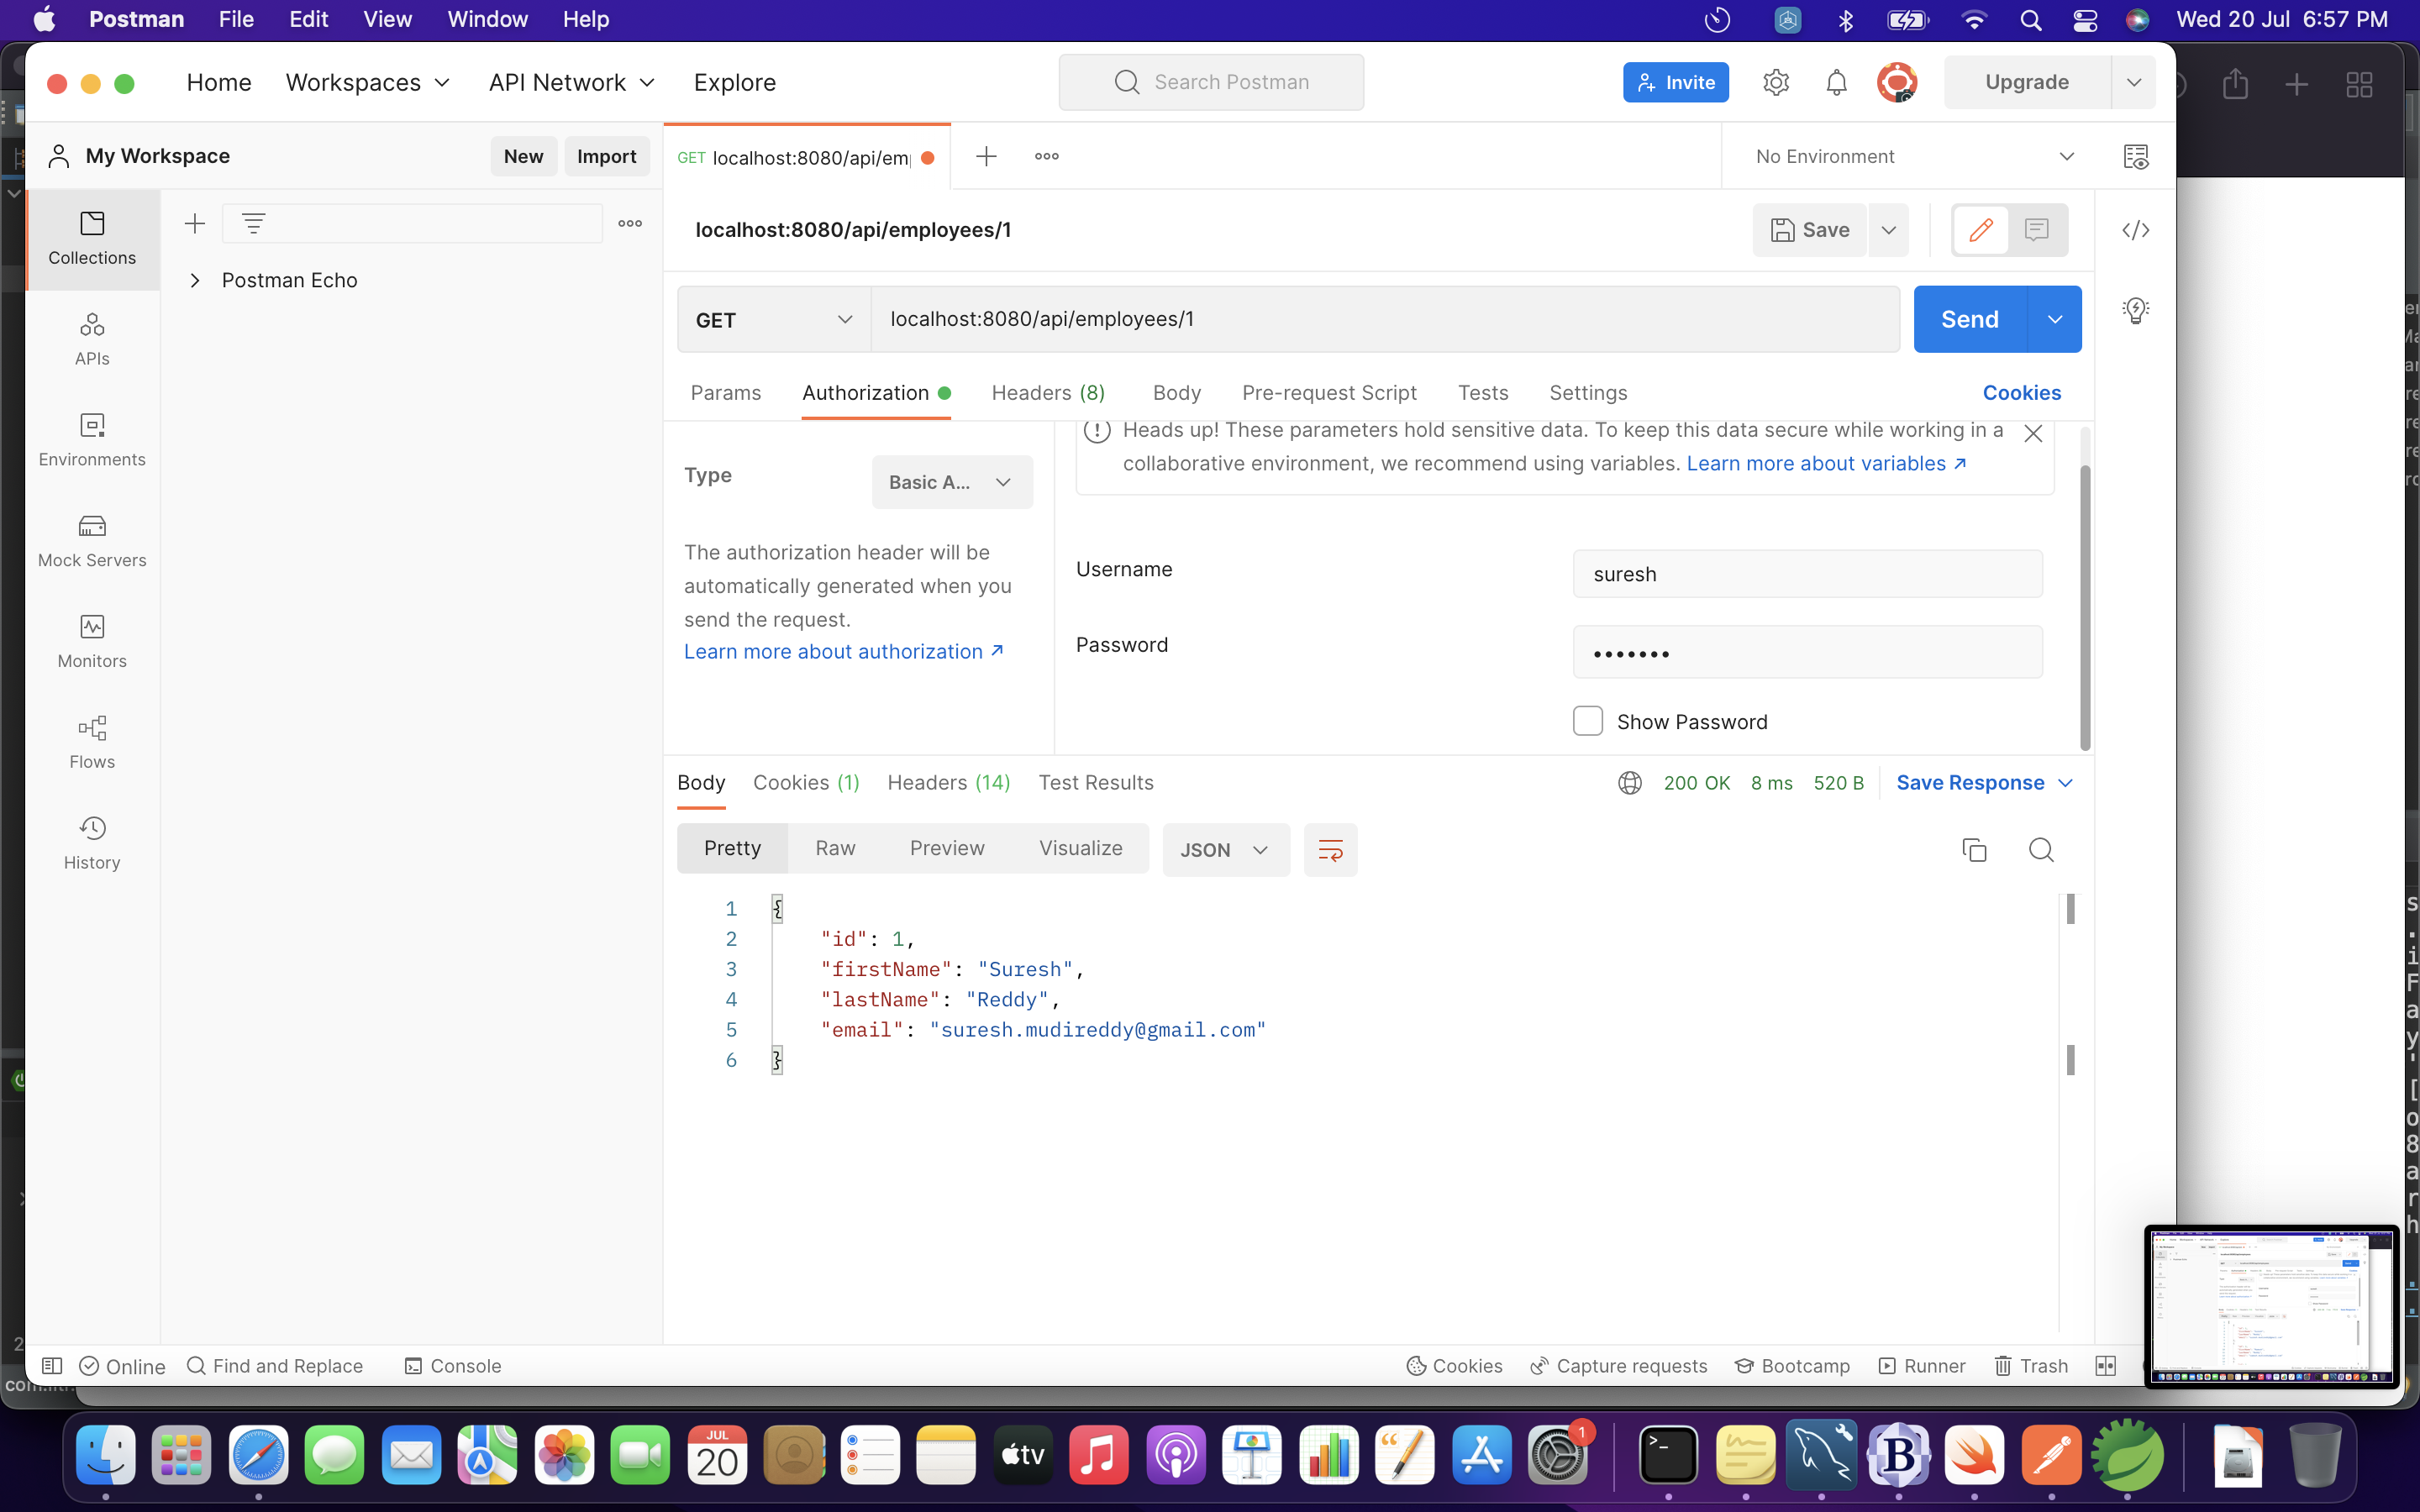 Postman File Edit View Window Help Wed 20 Jul 6:57 PM
Home Workspaces API Network Explore Search Postman Invite Upgrade
My Workspace New Import GET localhost:8080/api/em No Environment
localhost:8080/api/employees/1 Save
Collections
Postman Echo
APIs
Environments
Mock Servers
Monitors
Flows
History
GET localhost:8080/api/employees/1 Send
Params Authorization Headers (8) Body Pre-request Script Tests Settings Cookies
Type Basic A...
The authorization header will be
automatically generated when you
send the request.
Learn more about authorization ↗
Heads up! These parameters hold sensitive data. To keep this data secure while working in a
collaborative environment, we recommend using variables. Learn more about variables ↗
Username suresh
Password •••••••
Show Password
Body Cookies (1) Headers (14) Test Results 200 OK 8 ms 520 B Save Response
Pretty Raw Preview Visualize JSON
1 {
2 "id": 1,
3 "firstName": "Suresh",
4 "lastName": "Reddy",
5 "email": "suresh.mudireddy@gmail.com"
6 }
Online Find and Replace Console Cookies Capture requests Bootcamp Runner Trash
JUL
20
tv
1
B